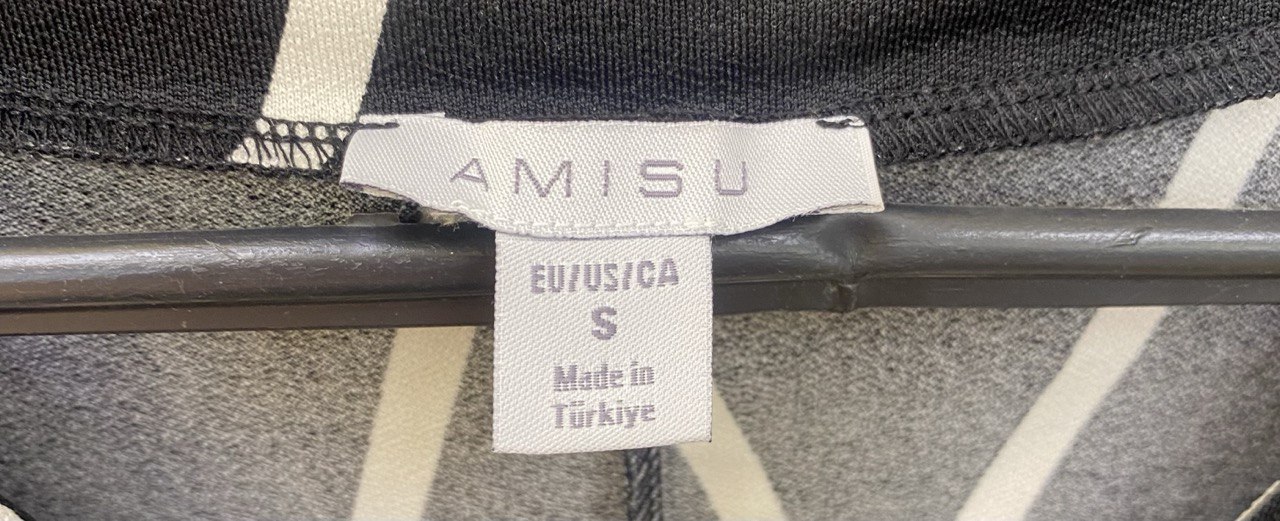 AMISU
EU/US/CA
S
Made in
Türkiye